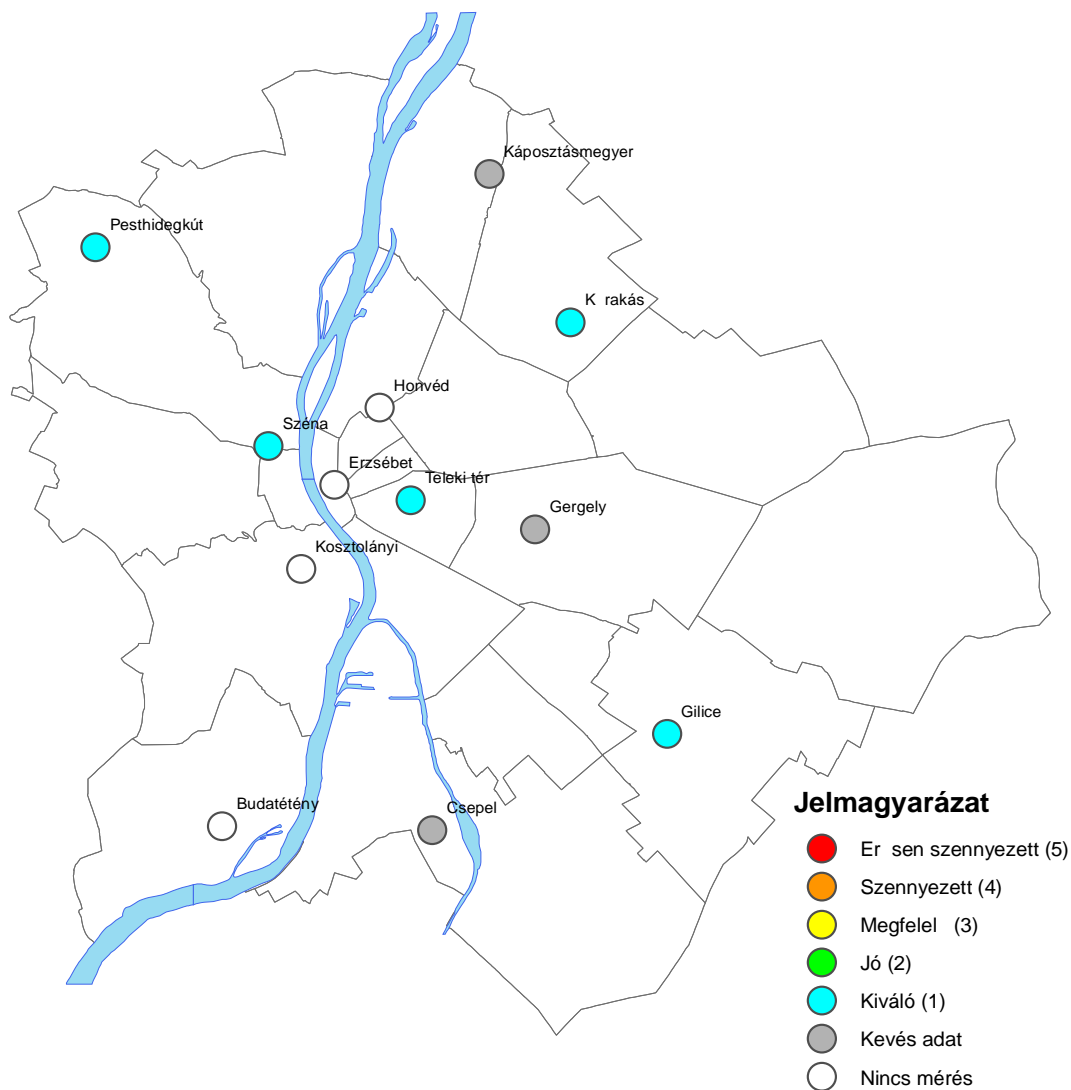 Káposztásmegyer
Pesthidegkút
K rakás
Honvéd
Széna
Erzsébet
Teleki tér
Gergely
Kosztolányi
Gilice
Budatétény
Csepel
Jelmagyarázat
Er sen szennyezett (5)
Szennyezett (4)
Megfelel (3)
Jó (2)
Kiváló (1)
Kevés adat
Nincs mérés